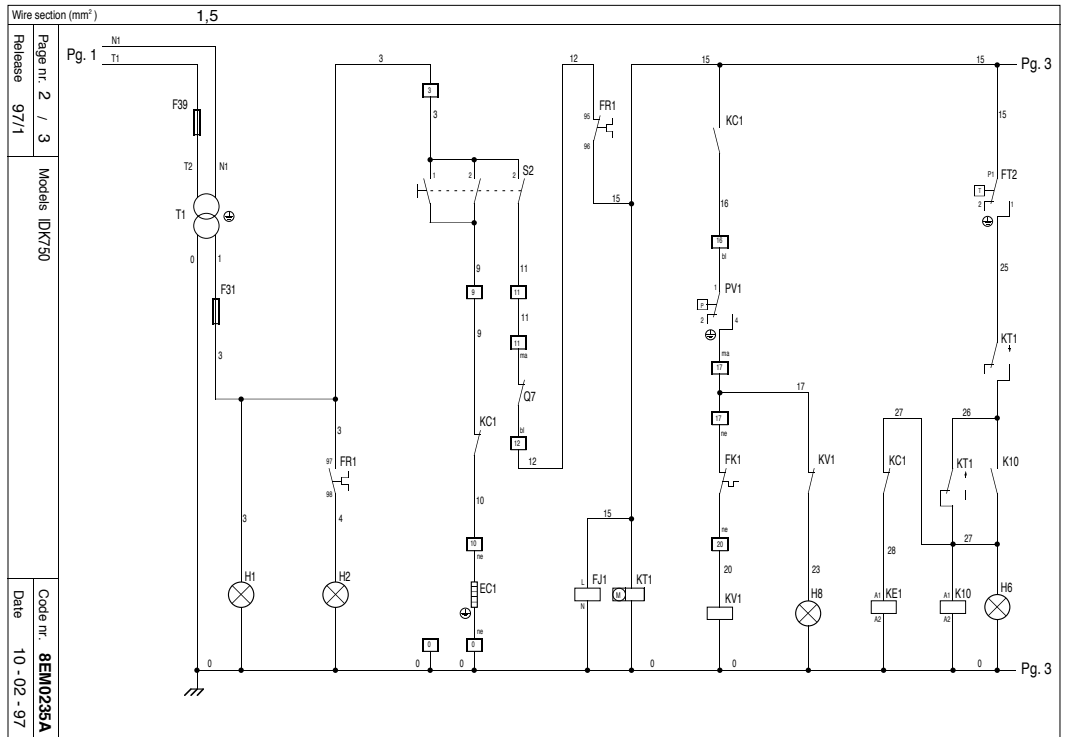 Wire section (mm²) 1,5
Page nr. 2 / 3
Release 97/1
Models IDK750
Code nr. 8EM0235A
Date 10 - 02 - 97
Pg. 1
N1
T1
3
12
15
15
Pg. 3
F39
3
3
95
FR1
96
KC1
15
T2
N1
S2
1
2
2
P1
FT2
T
2
1
T1
15
16
0
1
9
11
16
bl
25
F31
9
11
1
PV1
P
2
4
9
11
3
11
ma
ma
17
KT1
Q7
17
3
KC1
bl
12
12
17
ne
27
26
97
FR1
98
FK1
KV1
KC1
KT1
K10
4
10
3
15
ne
20
27
10
ne
20
23
28
H1
H2
EC1
L
FJ1
N
M
KT1
KV1
H8
A1
KE1
A2
A1
K10
A2
H6
ne
0
0
0
0
0
0
0
0
Pg. 3